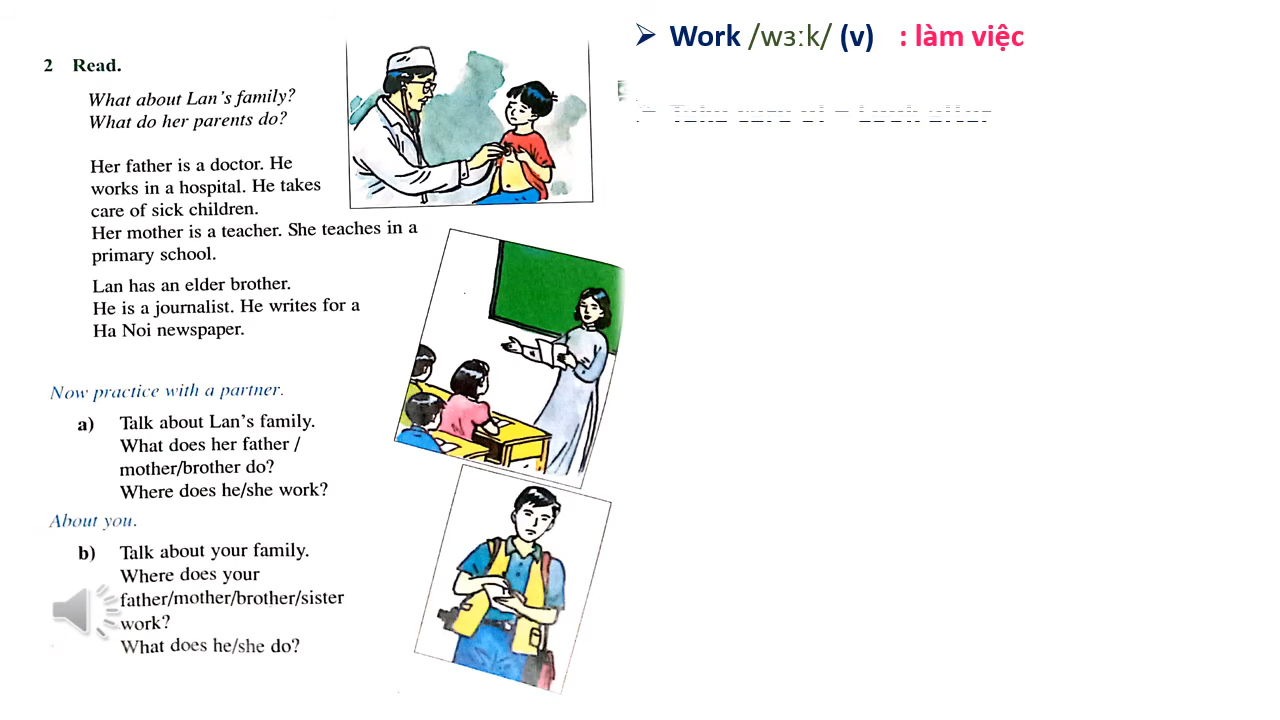 2 Read.
What about Lan's family?
What do her parents do?
Her father is a doctor. He
works in a hospital. He takes
care of sick children.
Her mother is a teacher. She teaches in a
primary school.
Lan has an elder brother.
He is a journalist. He writes for a
Ha Noi newspaper.
Now practice with a partner.
a) Talk about Lan's family.
What does her father /
mother/brother do?
Where does he/she work?
About you.
b) Talk about your family.
Where does your
father/mother/brother/sister
work?
What does he/she do?
➢ Work /wɜːk/ (v) : làm việc